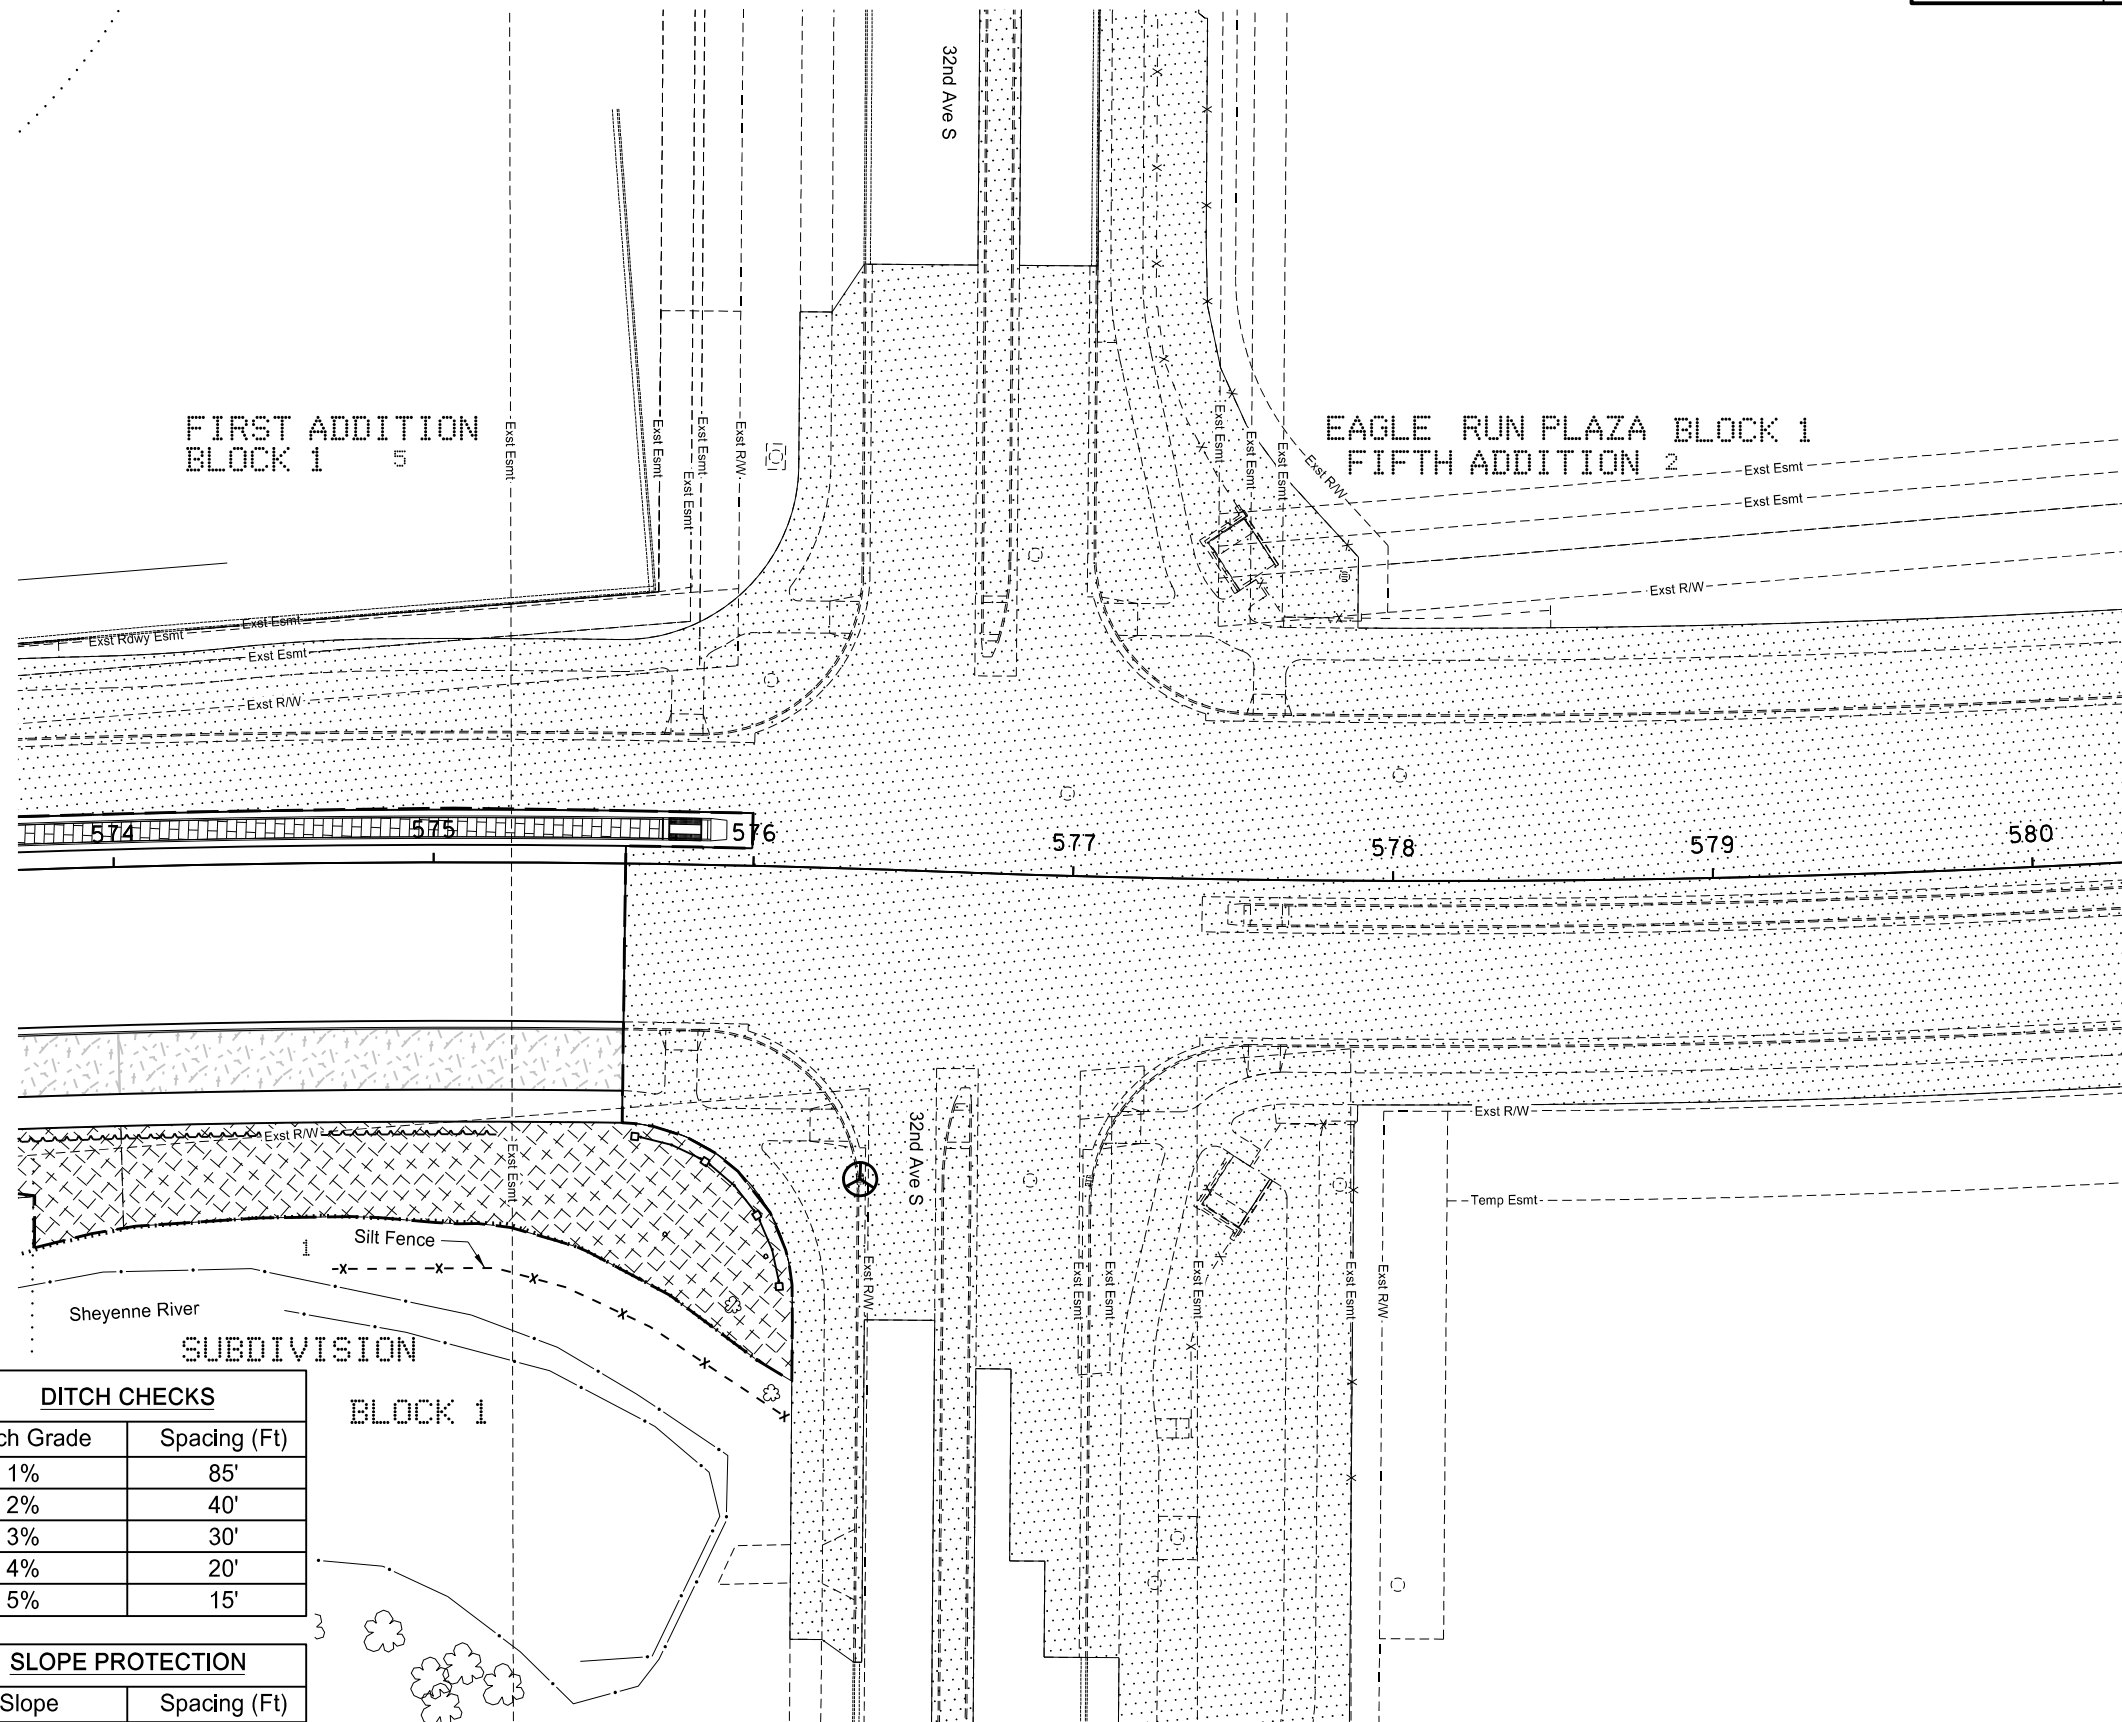 32nd Ave S
FIRST ADDITION
BLOCK 1 5
Exst Esmt
Exst Esmt
Exst Esmt
Exst Esmt
Exst R/W
Exst Esmt
Exst Esmt
Exst Esmt
Exst R/W
EAGLE RUN PLAZA BLOCK 1
FIFTH ADDITION 2
Exst Esmt
Exst Esmt
Exst R/W
Exst Rdwy Esmt
Exst Esmt
Exst Esmt
Exst R/W
574
575
576
577
578
579
580
Exst R/W
Exst Esmt
32nd Ave S
Exst R/W
Temp Esmt
1
Silt Fence
Exst R/W
Exst Esmt
Exst Esmt
Exst Esmt
Exst Esmt
Exst R/W
Sheyenne River
SUBDIVISION
BLOCK 1
DITCH CHECKS
ch Grade Spacing (Ft)
1% 85'
2% 40'
3% 30'
4% 20'
5% 15'
SLOPE PROTECTION
Slope Spacing (Ft)